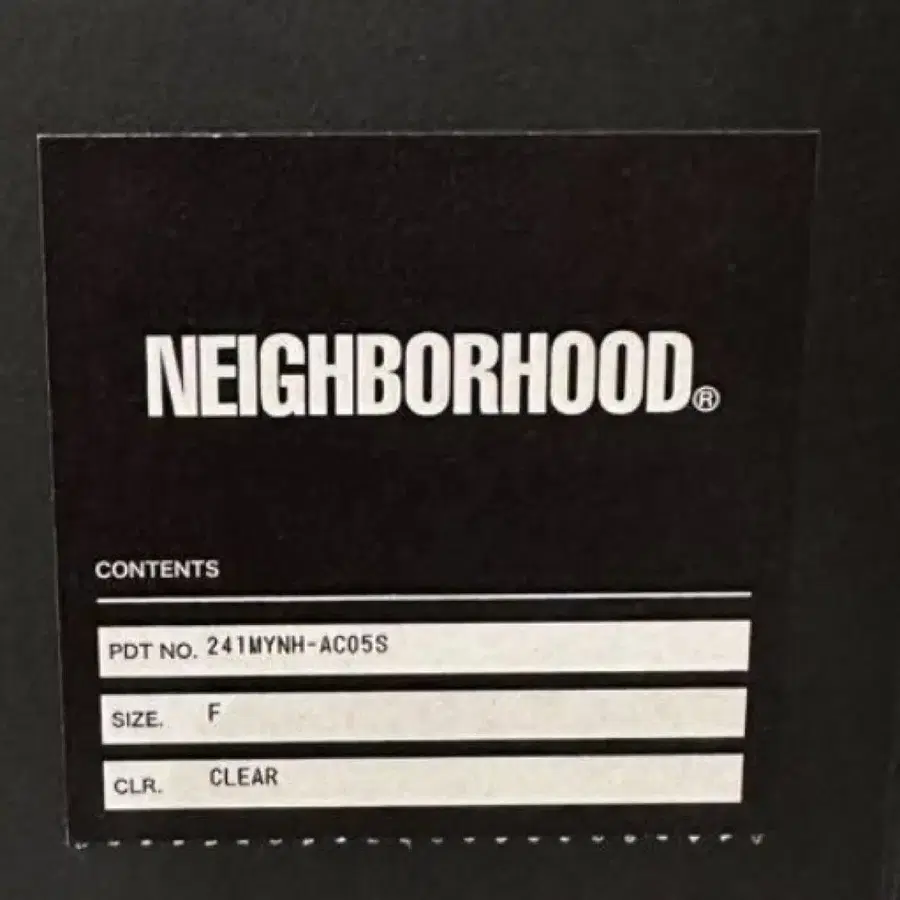 NEIGHBORHOOD®
CONTENTS
PDT NO. 241MYNH-AC05S
SIZE. F
CLR. CLEAR